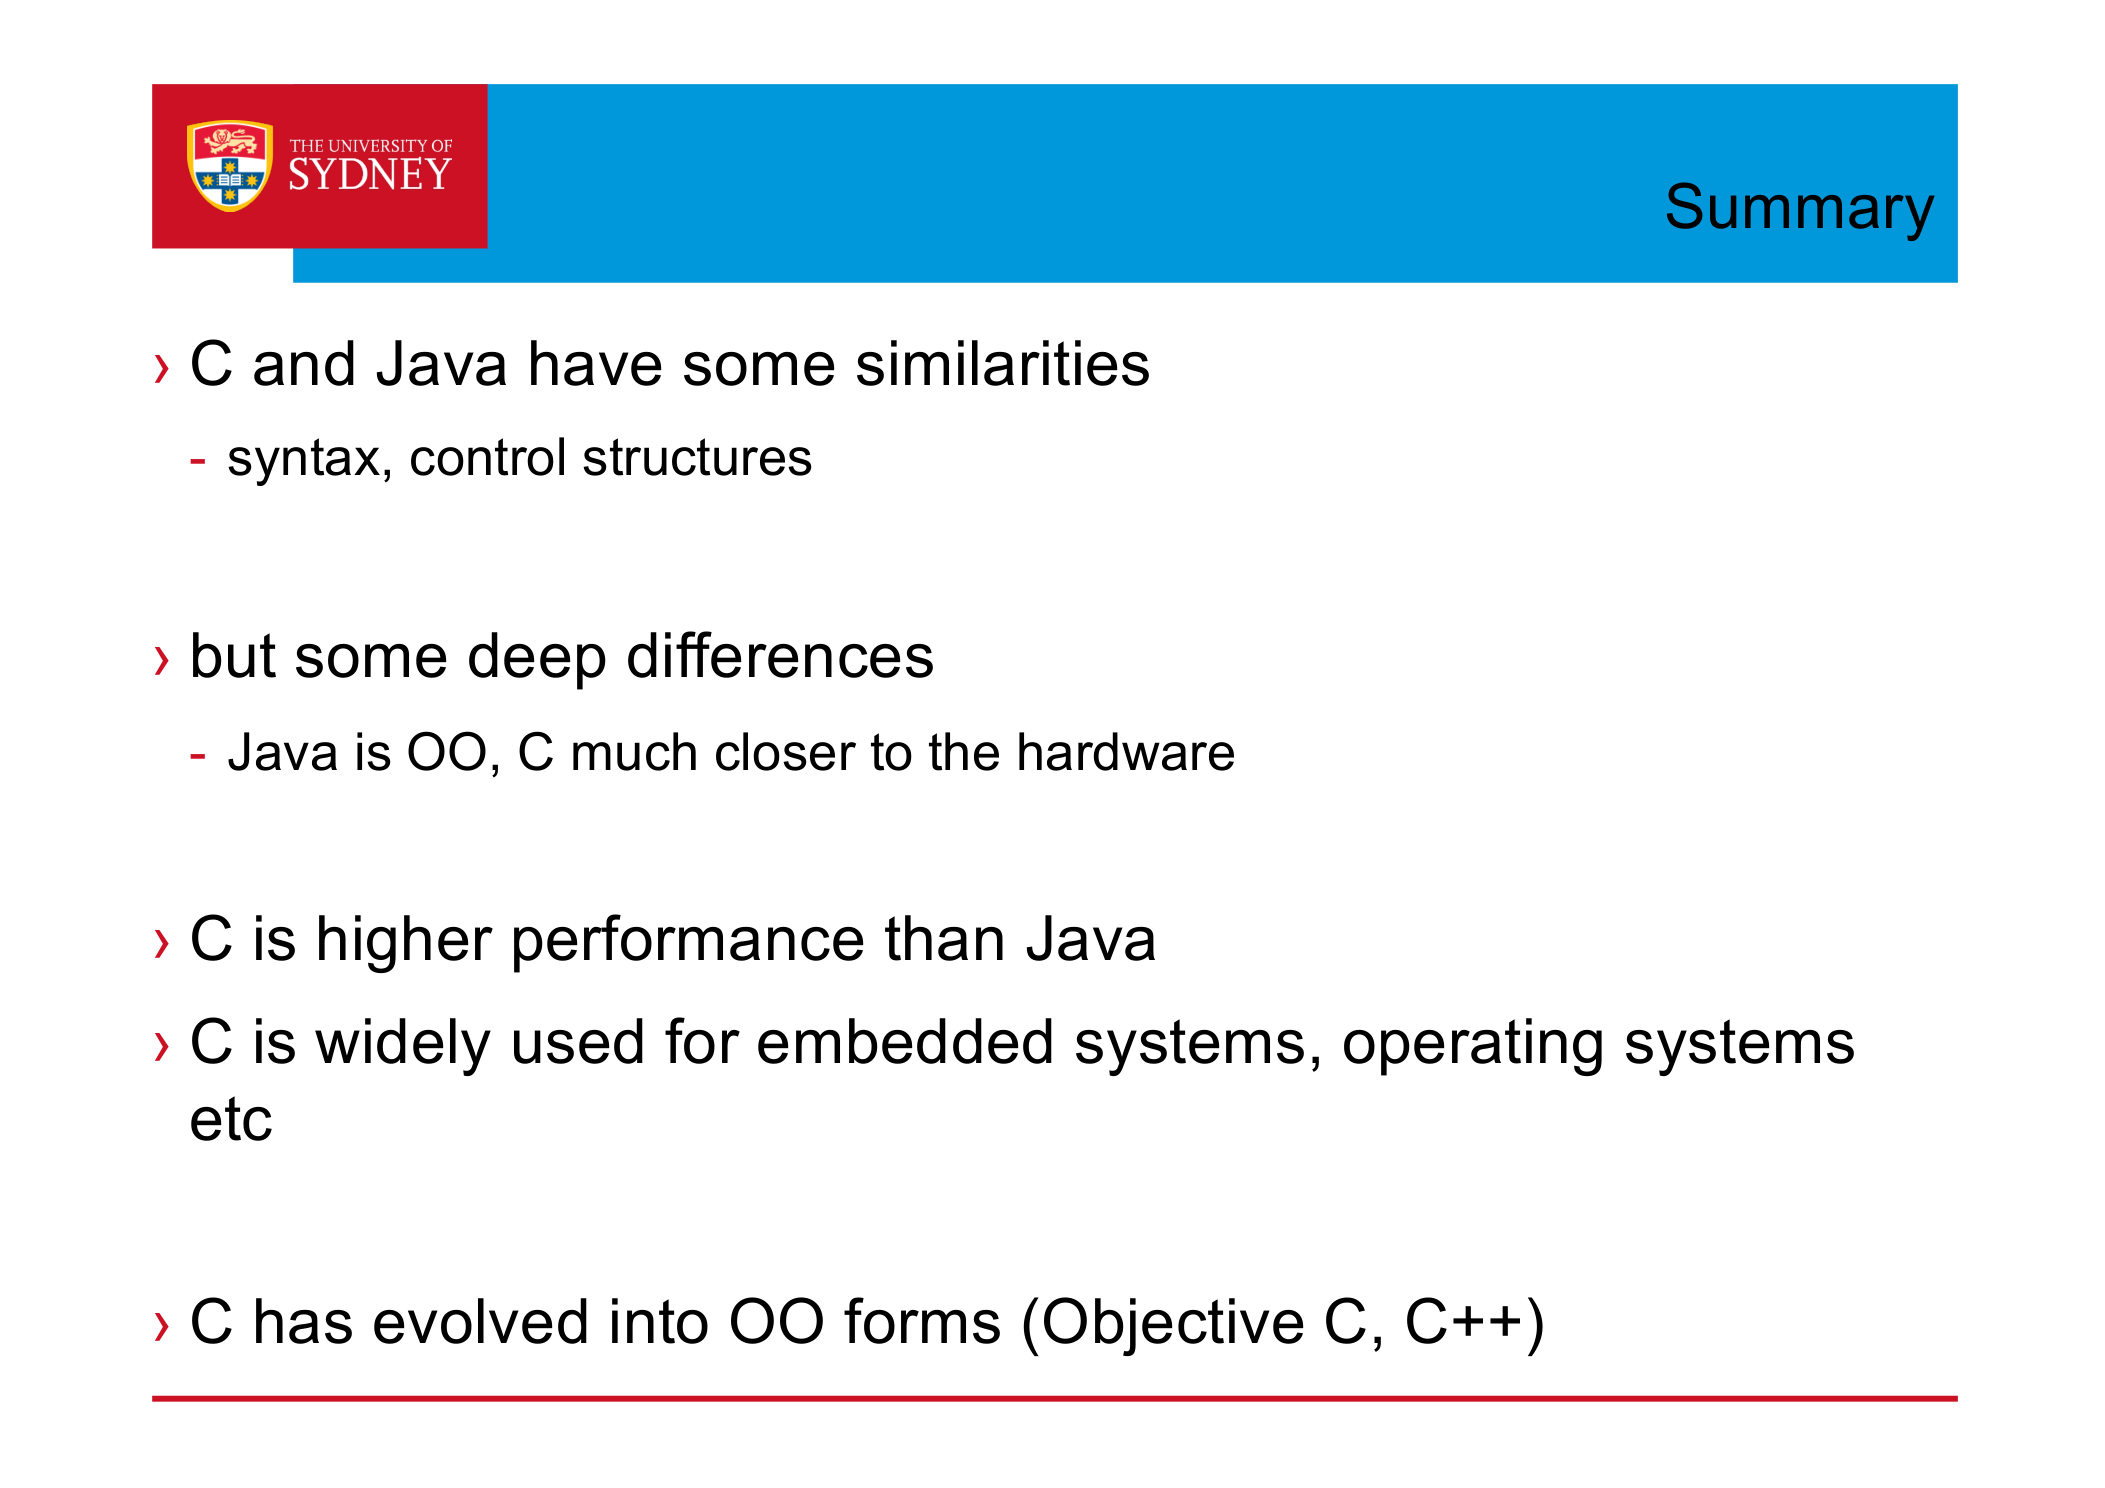 THE UNIVERSITY OF
SYDNEY
Summary
› C and Java have some similarities
- syntax, control structures
› but some deep differences
- Java is OO, C much closer to the hardware
› C is higher performance than Java
› C is widely used for embedded systems, operating systems
etc
› C has evolved into OO forms (Objective C, C++)